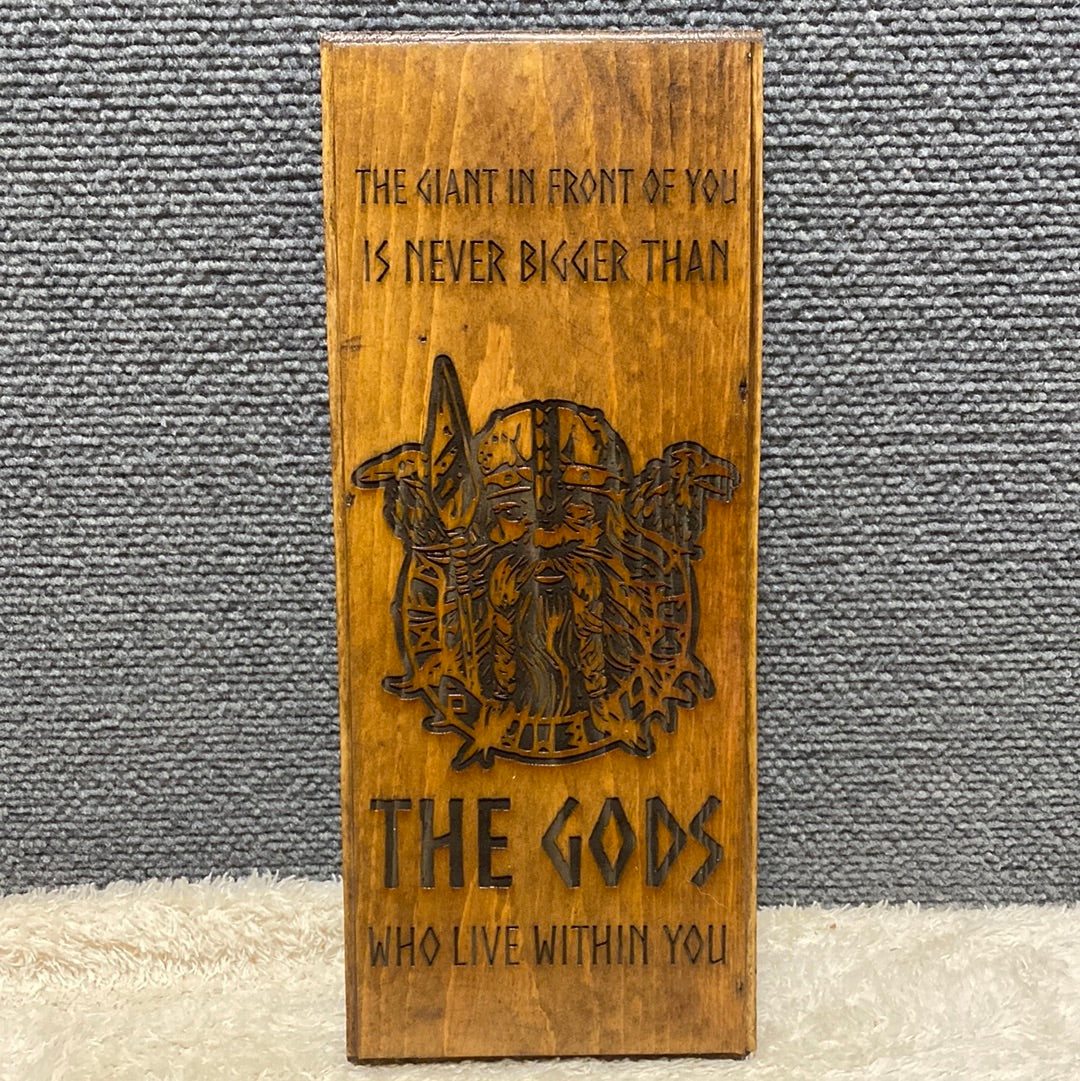 THE GIANT IN FRONT OF YOU
IS NEVER BIGGER THAN
THE GODS
WHO LIVE WITHIN YOU